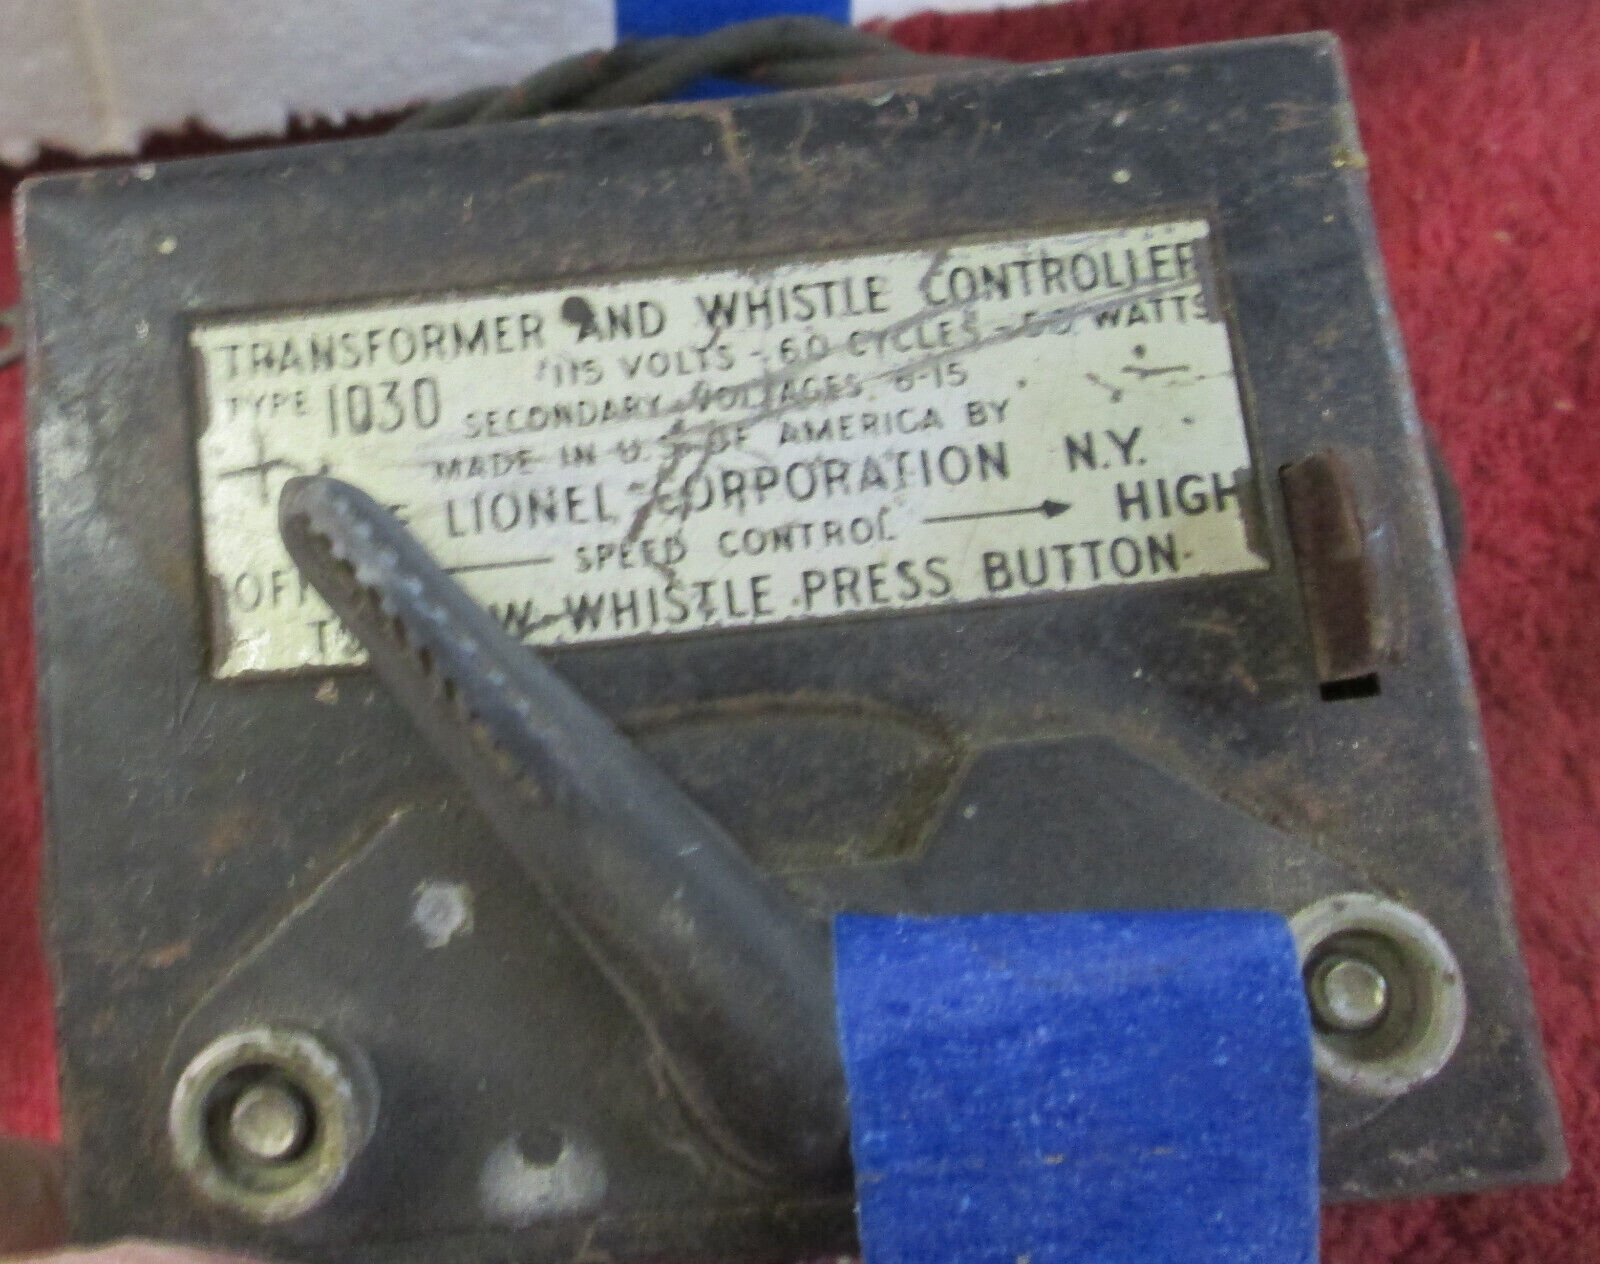 TRANSFORMER AND WHISTLE CONTROLLER
115 VOLTS - 60 CYCLES - WATTS
TYPE 1030
SECONDARY VOLTAGES 6-15
MADE IN U.S. OF AMERICA BY
LIONEL CORPORATION N.Y.
SPEED CONTROL HIGH
WHISTLE PRESS BUTTON